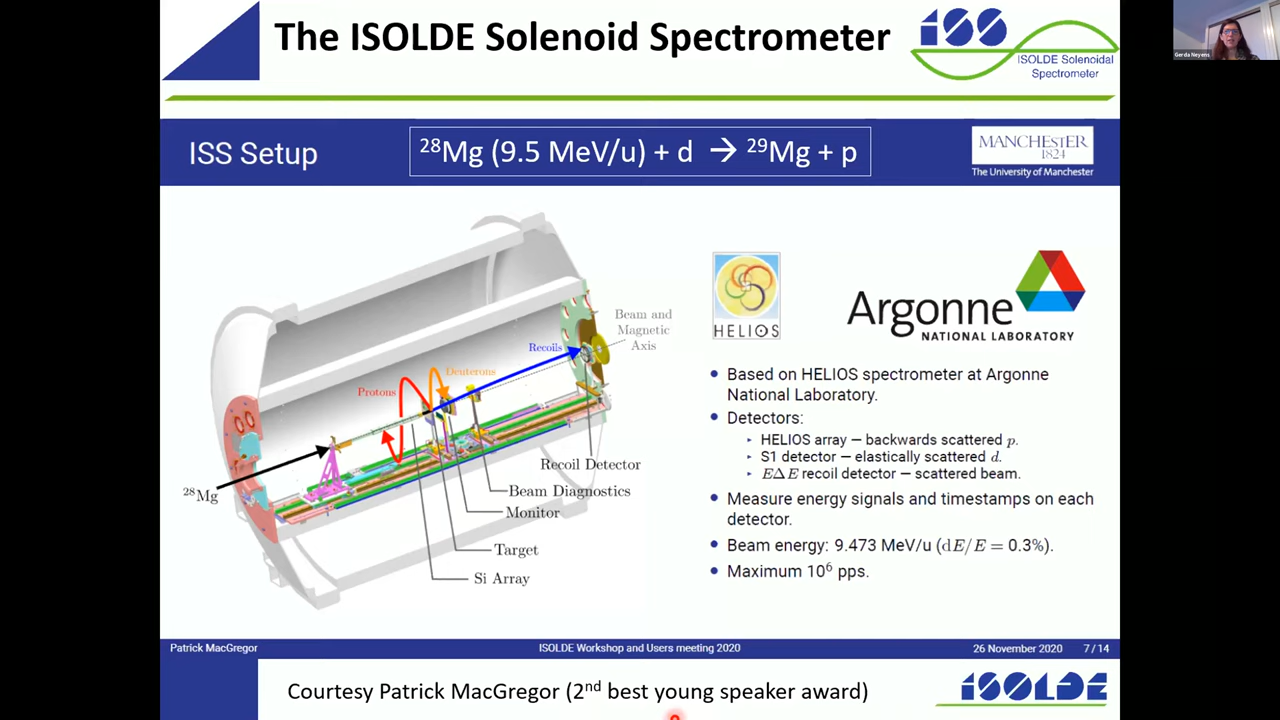 The ISOLDE Solenoid Spectrometer
ISS
ISOLDE Solenoidal
Spectrometer
Gerda Neyens
ISS Setup
²⁸Mg (9.5 MeV/u) + d → ²⁹Mg + p
MANCHESTER
1824
The University of Manchester
Beam and
Magnetic
Axis
Recoils
Deuterons
Protons
²⁸Mg
Recoil Detector
Beam Diagnostics
Monitor
Target
Si Array
HELIOS
Argonne
NATIONAL LABORATORY
• Based on HELIOS spectrometer at Argonne
National Laboratory.
• Detectors:
▸ HELIOS array — backwards scattered p.
▸ S1 detector — elastically scattered d.
▸ EΔE recoil detector — scattered beam.
• Measure energy signals and timestamps on each
detector.
• Beam energy: 9.473 MeV/u (dE/E = 0.3%).
• Maximum 10⁶ pps.
Patrick MacGregor
ISOLDE Workshop and Users meeting 2020
26 November 2020 7 / 14
Courtesy Patrick MacGregor (2nd best young speaker award)
ISOLDE